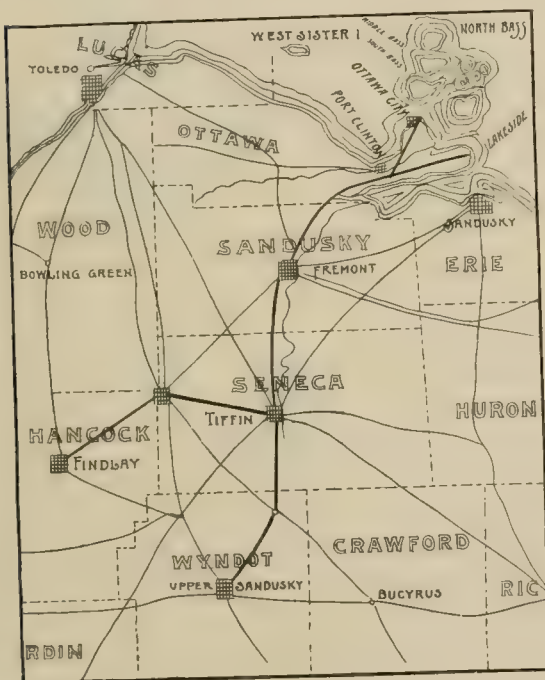 LUCAS
WEST SISTER I
MIDDLE BASS
NORTH BASS
SOUTH BASS
TOLEDO
OTTAWA CITY
PORT CLINTON
LAKESIDE
OTTAWA
WOOD
SANDUSKY
SANDUSKY
BOWLING GREEN
FREMONT
ERIE
SENECA
TIFFIN
HURON
HANCOCK
FINDLAY
CRAWFORD
WYNDOT
RIC
UPPER SANDUSKY
BUCYRUS
RDIN